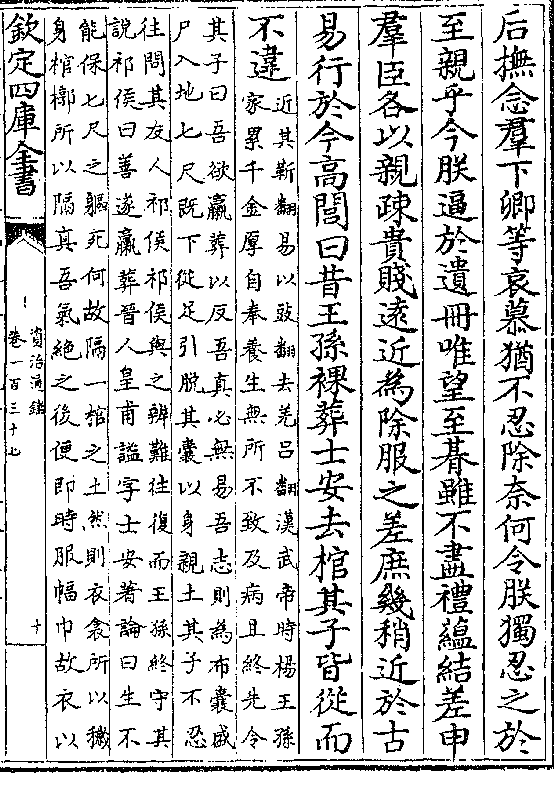 后撫念羣下卿等哀慕猶不忍除奈何令朕獨忍之於
至親乎今朕逼於遺冊唯望至朞雖不盡禮蘊結差申
羣臣各以親疎貴賤逺近為除服之差庶幾稍近於古
易行於今高閭曰昔王孫裸葬士安去棺其子皆從而
不違
近其靳翻易以豉翻去羌呂翻漢武帝時楊王孫
家累千金厚自奉養生無所不致及病且終先令
其子曰吾欲臝葬以反吾真必無易吾志則為布囊盛
尸入地七尺既下從足引脱其囊以身親土其子不忍
往問其友人祁侯祁侯與之辨難往復而王孫終守其
說祁侯曰善遂臝葬晉人皇甫謐字士安著論曰生不
能保七尺之軀死何故隔一棺之土然則衣衾所以穢
身棺槨所以隔真吾氣絶之後便即時服幅巾故衣以
欽定四庫全書
資治通鑑
卷一百三十七
十